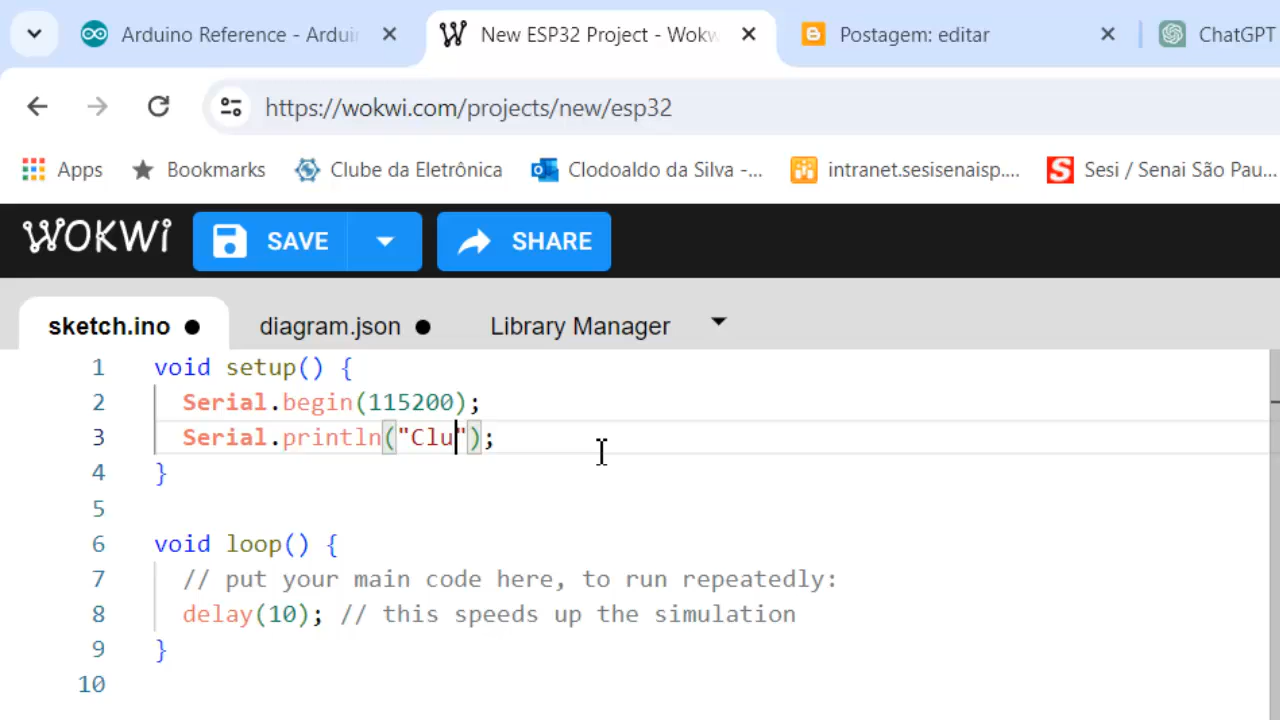 Arduino Reference - Ardui
New ESP32 Project - Wokw
Postagem: editar
ChatGPT
https://wokwi.com/projects/new/esp32
Apps
Bookmarks
Clube da Eletrônica
Clodoaldo da Silva -...
intranet.sesisenaisp....
Sesi / Senai São Pau...
WOKWi
SAVE
SHARE
sketch.ino
diagram.json
Library Manager
1 void setup() {
2 Serial.begin(115200);
3 Serial.println("Clu");
4 }
5
6 void loop() {
7 // put your main code here, to run repeatedly:
8 delay(10); // this speeds up the simulation
9 }
10